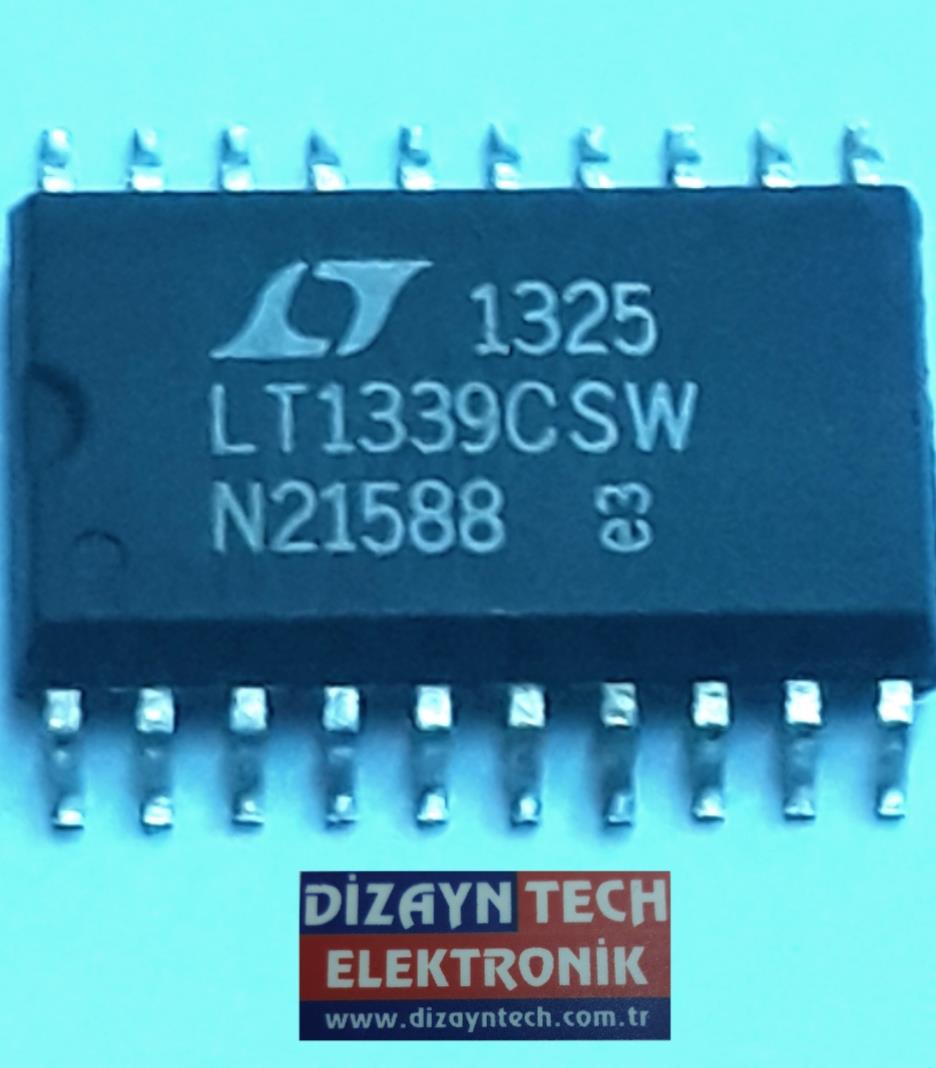 LT 1325
LT1339CSW
N21588 e3
DİZAYN TECH
ELEKTRONİK
www.dizayntech.com.tr